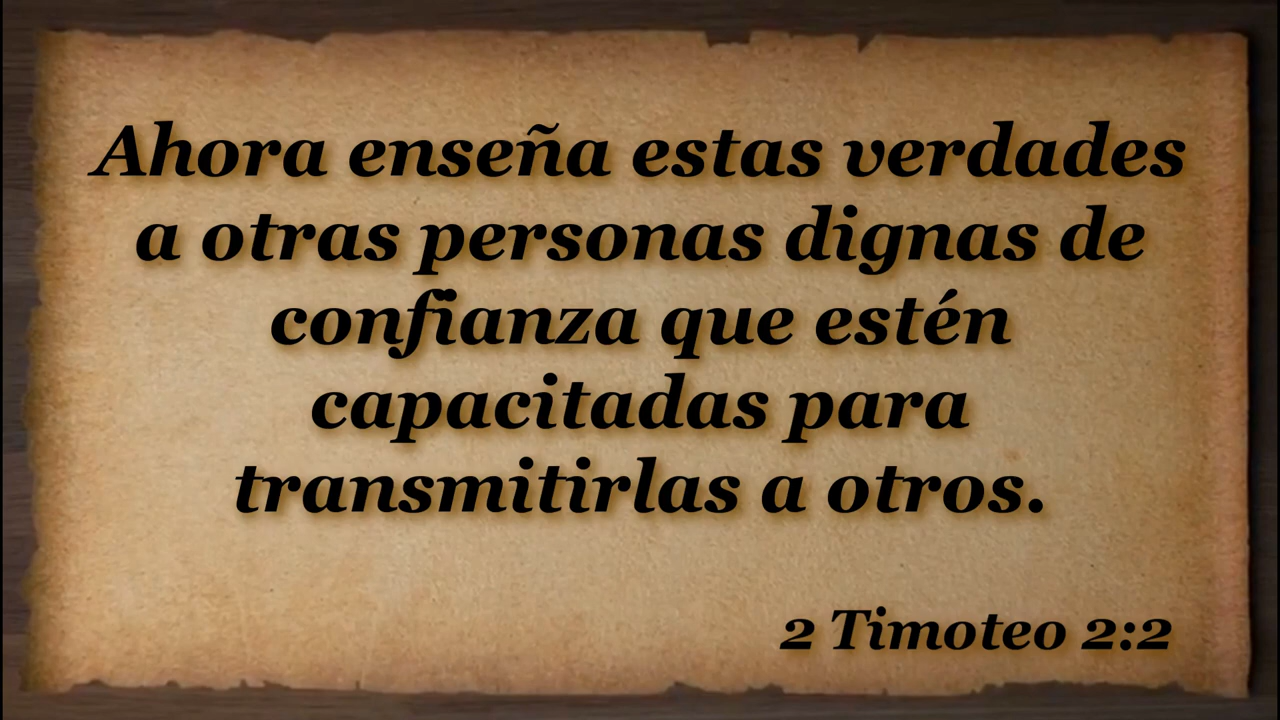 Ahora enseña estas verdades
a otras personas dignas de
confianza que estén
capacitadas para
transmitirlas a otros.
2 Timoteo 2:2